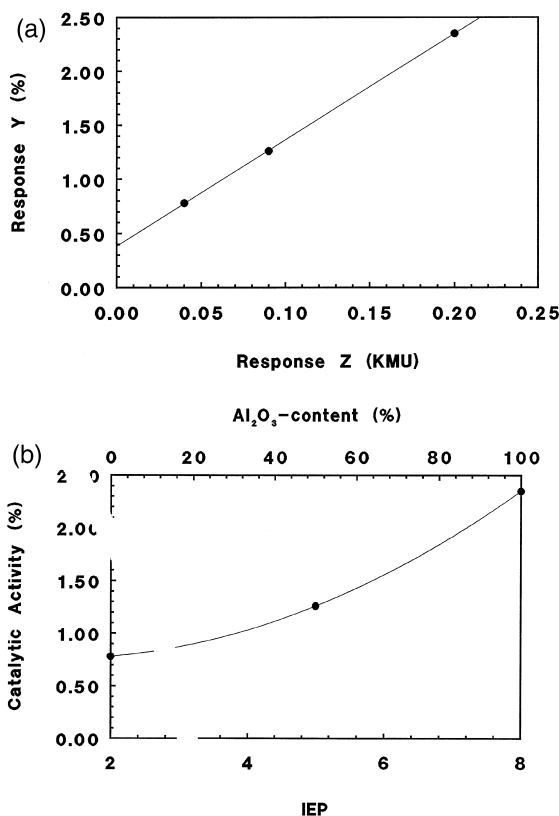 (a)
Response Y (%)
2.50
2.00
1.50
1.00
0.50
0.00
0.00 0.05 0.10 0.15 0.20 0.25
Response Z (KMU)
Al₂O₃-content (%)
(b)
0 20 40 60 80 100
Catalytic Activity (%)
1.50
1.00
0.50
0.00
2 4 6 8
IEP